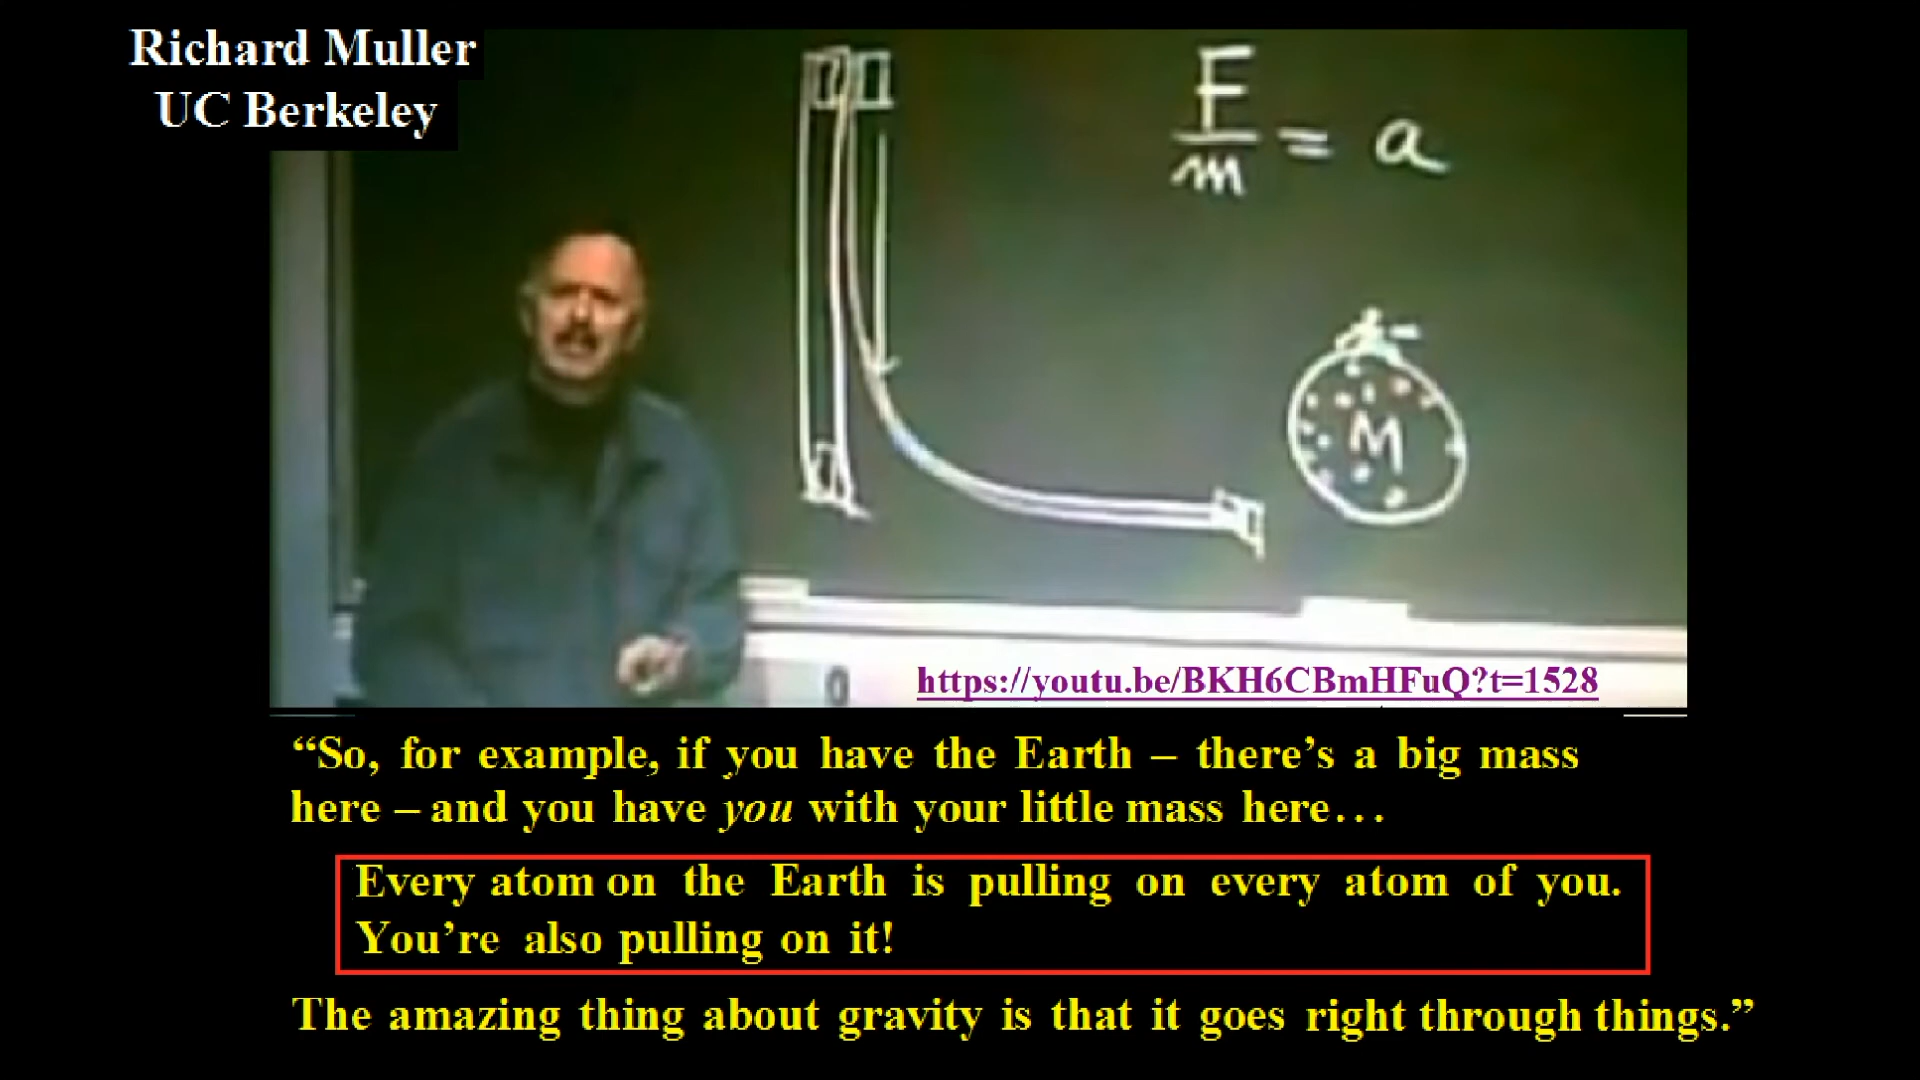 Richard Muller
UC Berkeley
F
m = a
M
https://youtu.be/BKH6CBmHFuQ?t=1528
“So, for example, if you have the Earth – there’s a big mass
here – and you have you with your little mass here…
Every atom on the Earth is pulling on every atom of you.
You’re also pulling on it!
The amazing thing about gravity is that it goes right through things.”